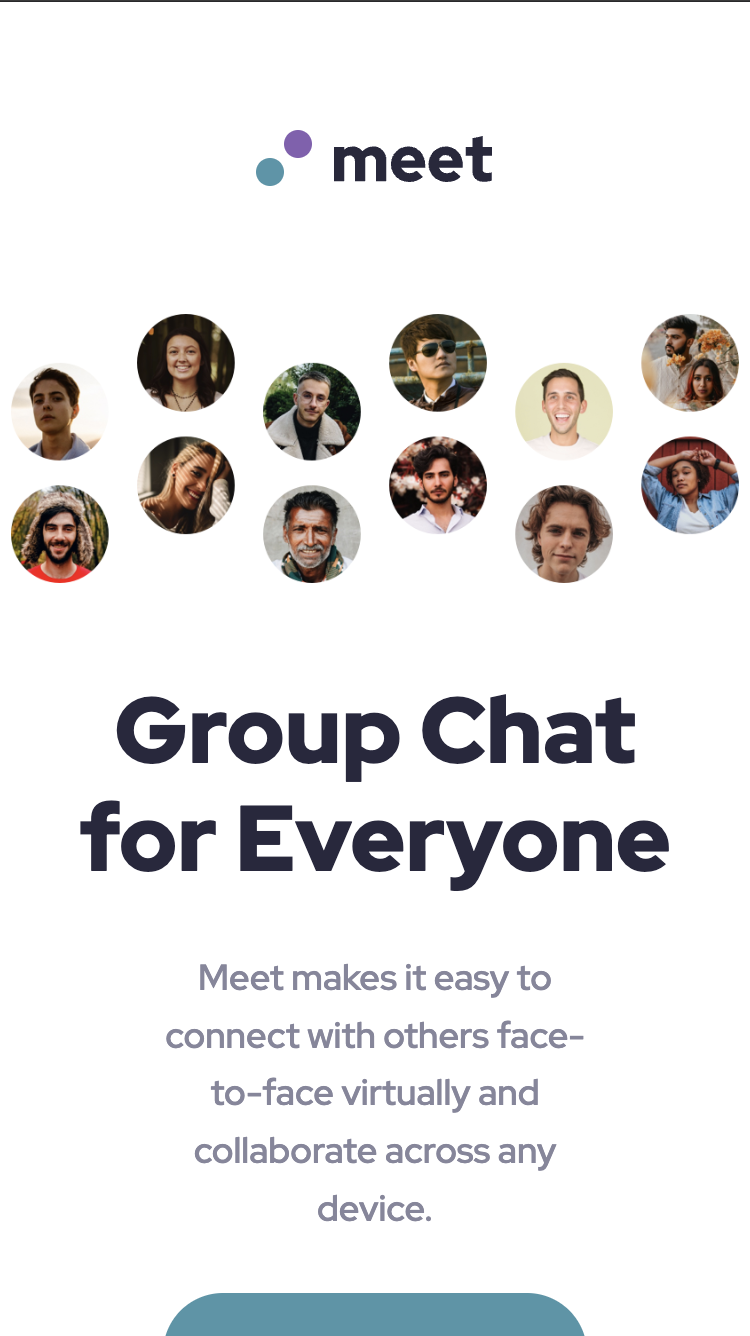 meet
Group Chat
for Everyone
Meet makes it easy to
connect with others face-
to-face virtually and
collaborate across any
device.